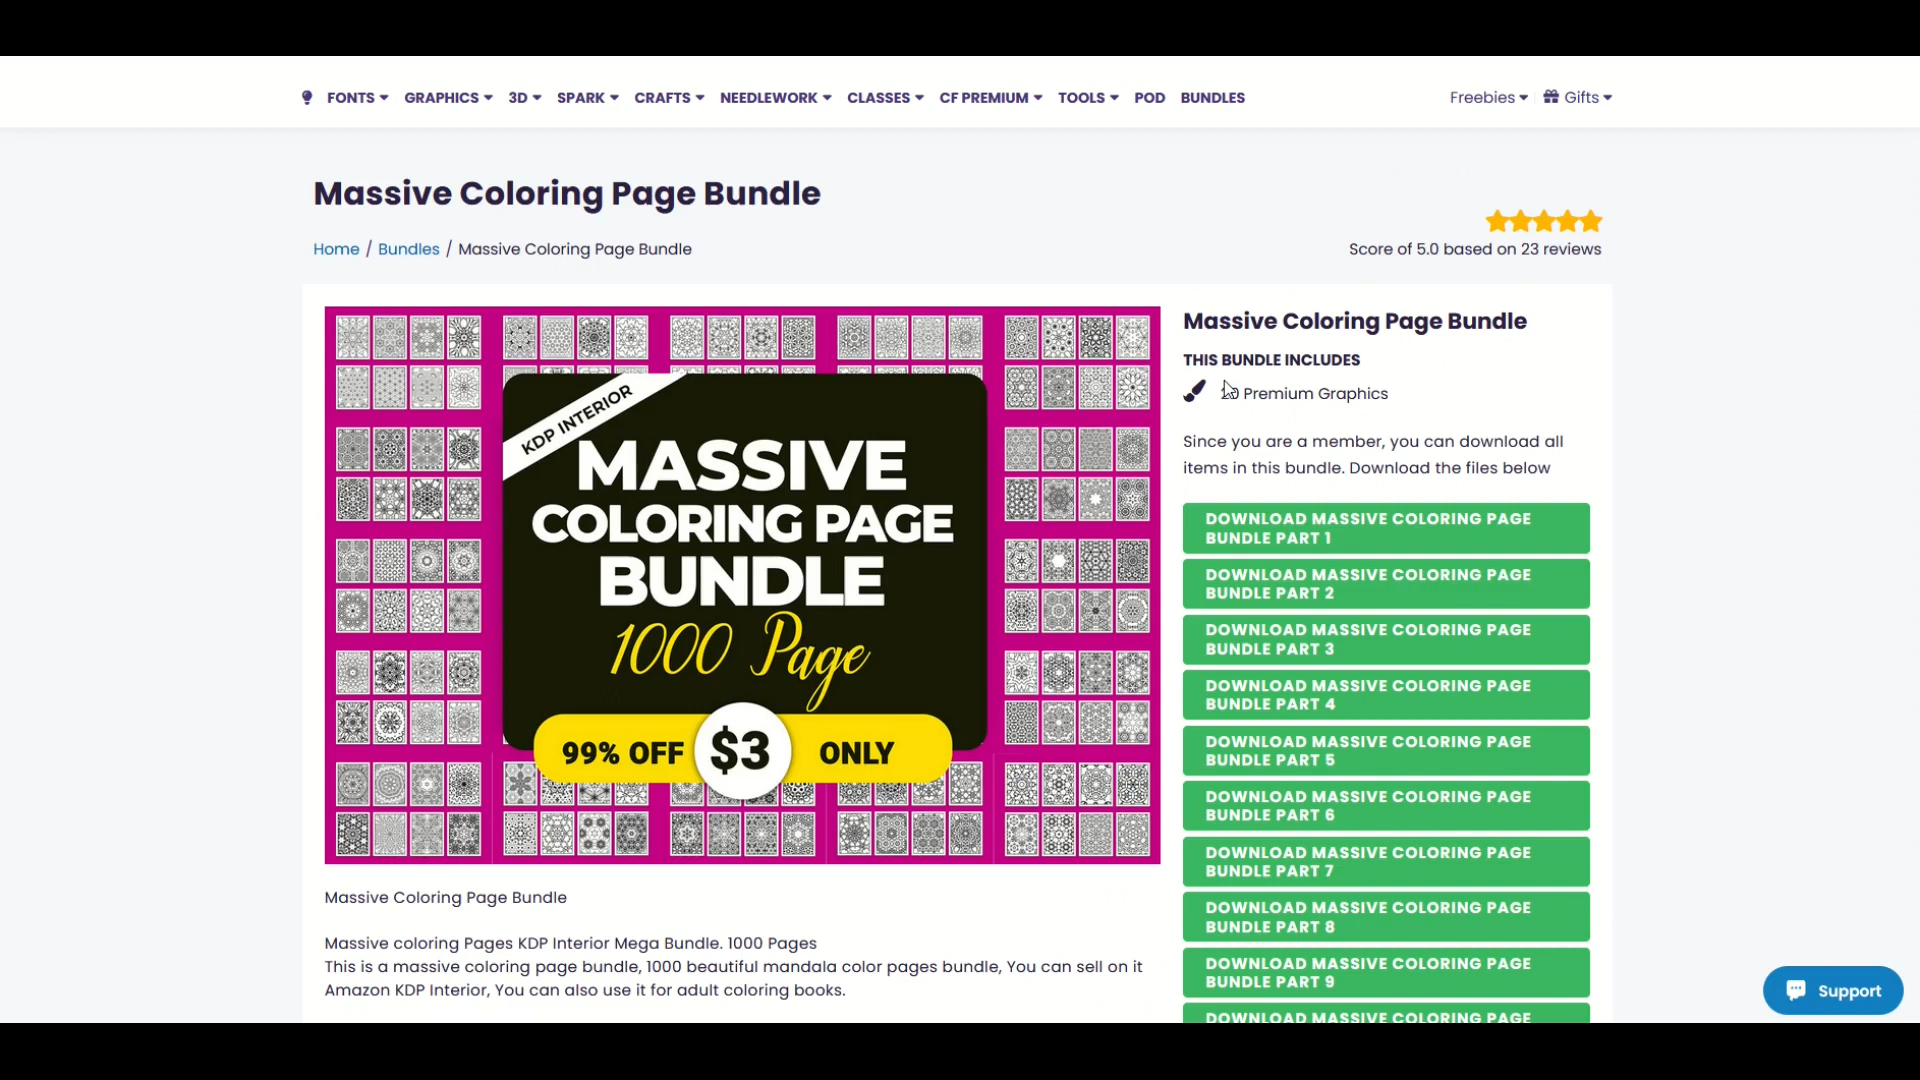 FONTS GRAPHICS 3D SPARK CRAFTS NEEDLEWORK CLASSES CF PREMIUM TOOLS POD BUNDLES Freebies Gifts
Massive Coloring Page Bundle
Home / Bundles / Massive Coloring Page Bundle
Score of 5.0 based on 23 reviews
KDP INTERIOR
MASSIVE
COLORING PAGE
BUNDLE
1000 Page
99% OFF $3 ONLY
Massive Coloring Page Bundle
Massive coloring Pages KDP Interior Mega Bundle. 1000 Pages
This is a massive coloring page bundle, 1000 beautiful mandala color pages bundle, You can sell on it
Amazon KDP Interior, You can also use it for adult coloring books.
Massive Coloring Page Bundle
THIS BUNDLE INCLUDES
Premium Graphics
Since you are a member, you can download all
items in this bundle. Download the files below
DOWNLOAD MASSIVE COLORING PAGE
BUNDLE PART 1
DOWNLOAD MASSIVE COLORING PAGE
BUNDLE PART 2
DOWNLOAD MASSIVE COLORING PAGE
BUNDLE PART 3
DOWNLOAD MASSIVE COLORING PAGE
BUNDLE PART 4
DOWNLOAD MASSIVE COLORING PAGE
BUNDLE PART 5
DOWNLOAD MASSIVE COLORING PAGE
BUNDLE PART 6
DOWNLOAD MASSIVE COLORING PAGE
BUNDLE PART 7
DOWNLOAD MASSIVE COLORING PAGE
BUNDLE PART 8
DOWNLOAD MASSIVE COLORING PAGE
BUNDLE PART 9
DOWNLOAD MASSIVE COLORING PAGE
Support